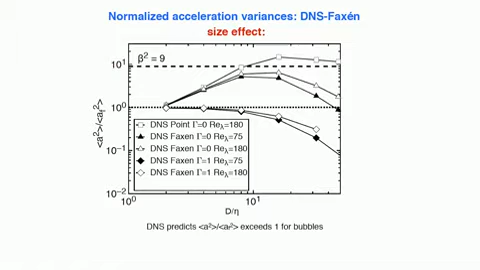 Normalized acceleration variances: DNS-Faxén
size effect:
β² = 9
<a²>/<a_f²>
10¹
10⁰
10⁻¹
10⁻²
DNS Point Γ=0 Reλ=180
DNS Faxen Γ=0 Reλ=75
DNS Faxen Γ=0 Reλ=180
DNS Faxen Γ=1 Reλ=75
DNS Faxen Γ=1 Reλ=180
10⁰
10¹
D/η
DNS predicts <a²>/<a_f²> exceeds 1 for bubbles